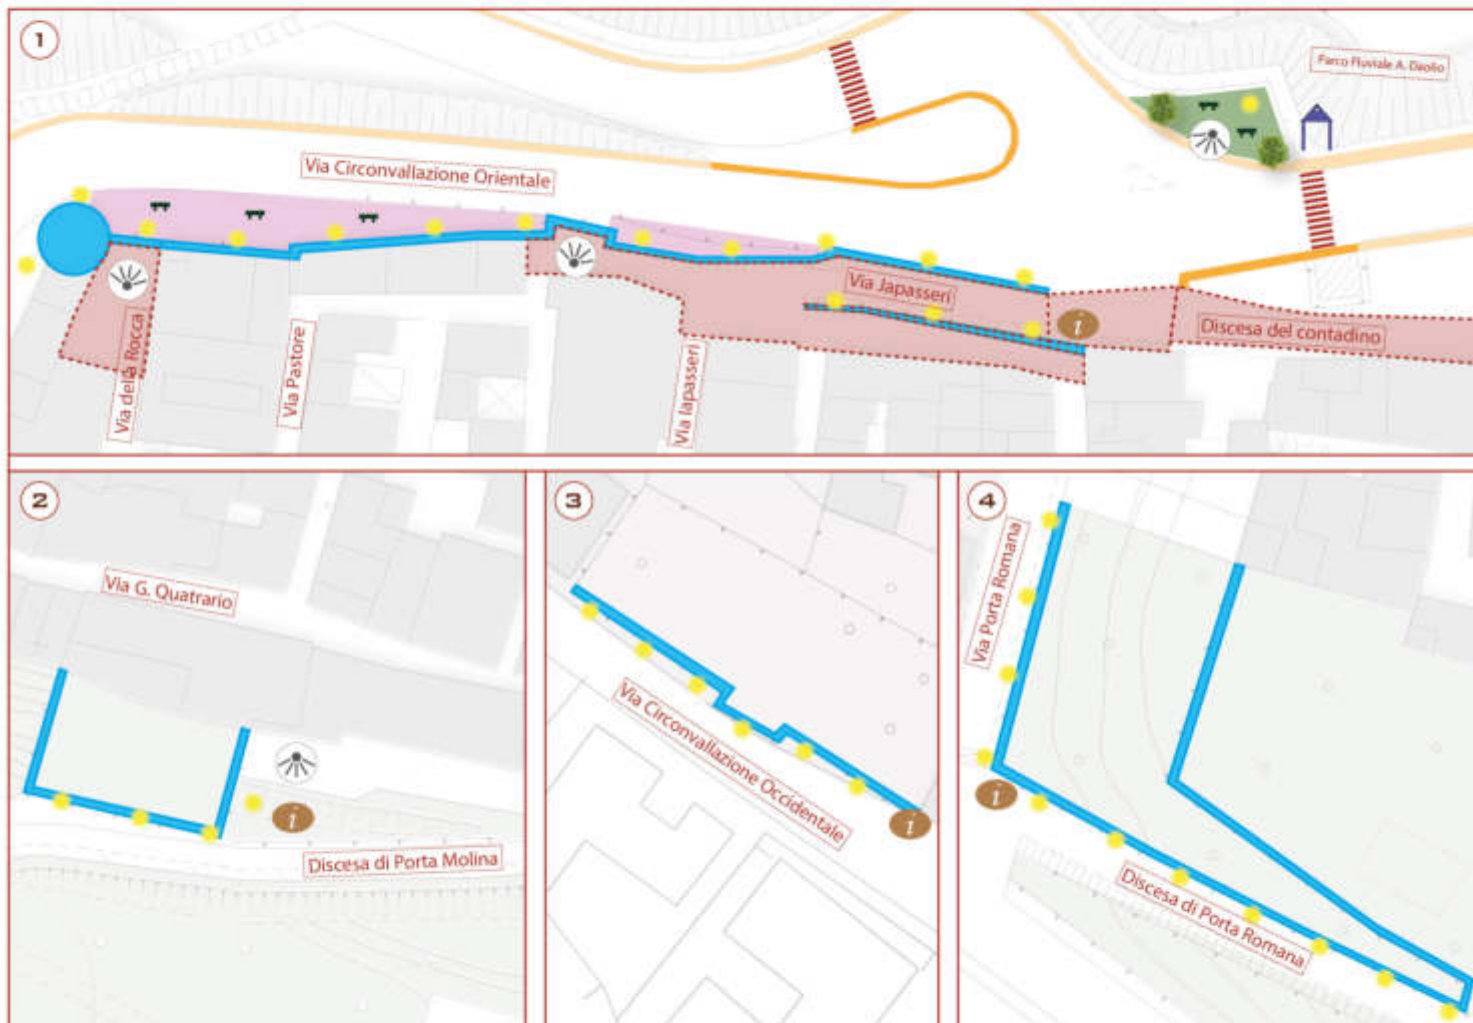 1
Parco Fluviale A. Daolio
Via Circonvallazione Orientale
Via Japasseri
i
Discesa del contadino
Via della Rocca
Via Pastore
Via Iapasseri
2
Via G. Quatrario
i
Discesa di Porta Molina
3
Via Circonvallazione Occidentale
i
4
Via Porta Romana
i
Discesa di Porta Romana